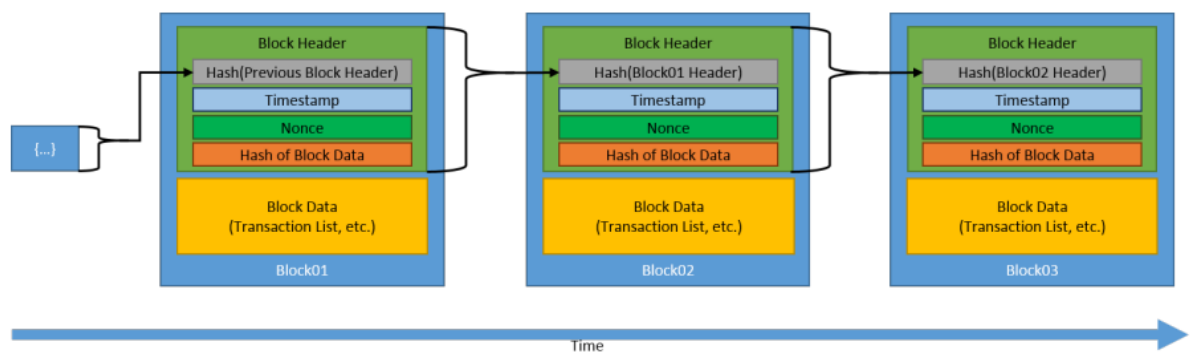 {...}
Block Header
Hash(Previous Block Header)
Timestamp
Nonce
Hash of Block Data
Block Data
(Transaction List, etc.)
Block01
Block Header
Hash(Block01 Header)
Timestamp
Nonce
Hash of Block Data
Block Data
(Transaction List, etc.)
Block02
Block Header
Hash(Block02 Header)
Timestamp
Nonce
Hash of Block Data
Block Data
(Transaction List, etc.)
Block03
Time